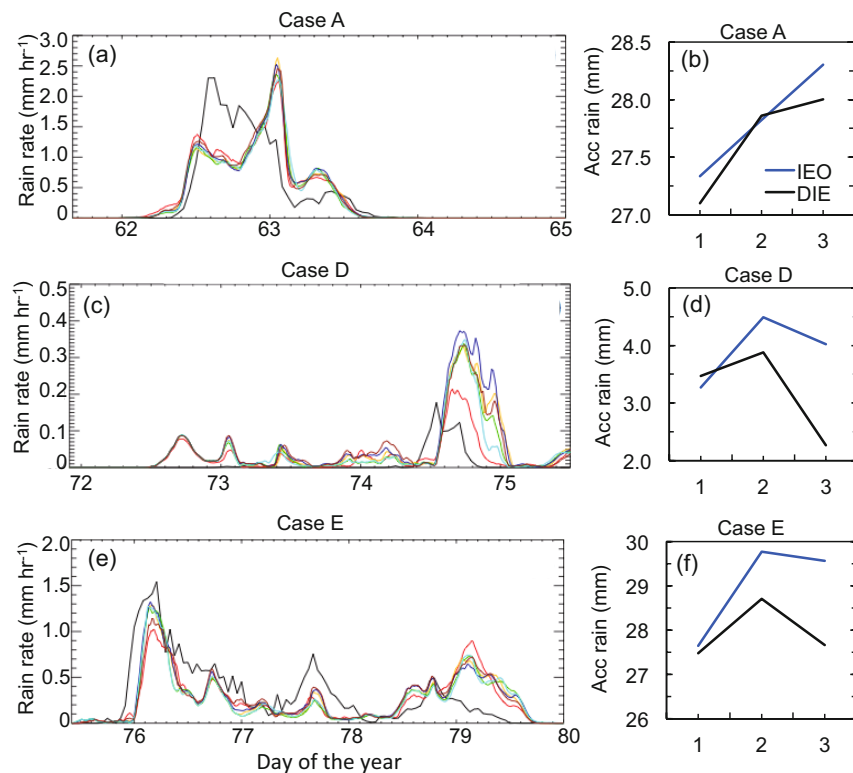 Case A
Rain rate (mm hr⁻¹)
(a)
3.0
2.5
2.0
1.5
1.0
0.5
0
62
63
64
65
Case A
Acc rain (mm)
(b)
28.5
28.0
27.5
27.0
IEO
DIE
1
2
3
Case D
Rain rate (mm hr⁻¹)
(c)
0.5
0.4
0.3
0.2
0.1
0
72
73
74
75
Case D
Acc rain (mm)
(d)
5.0
4.0
3.0
2.0
1
2
3
Case E
Rain rate (mm hr⁻¹)
(e)
2.0
1.5
1.0
0.5
0
76
77
78
79
80
Day of the year
Case E
Acc rain (mm)
(f)
30
29
28
27
26
1
2
3